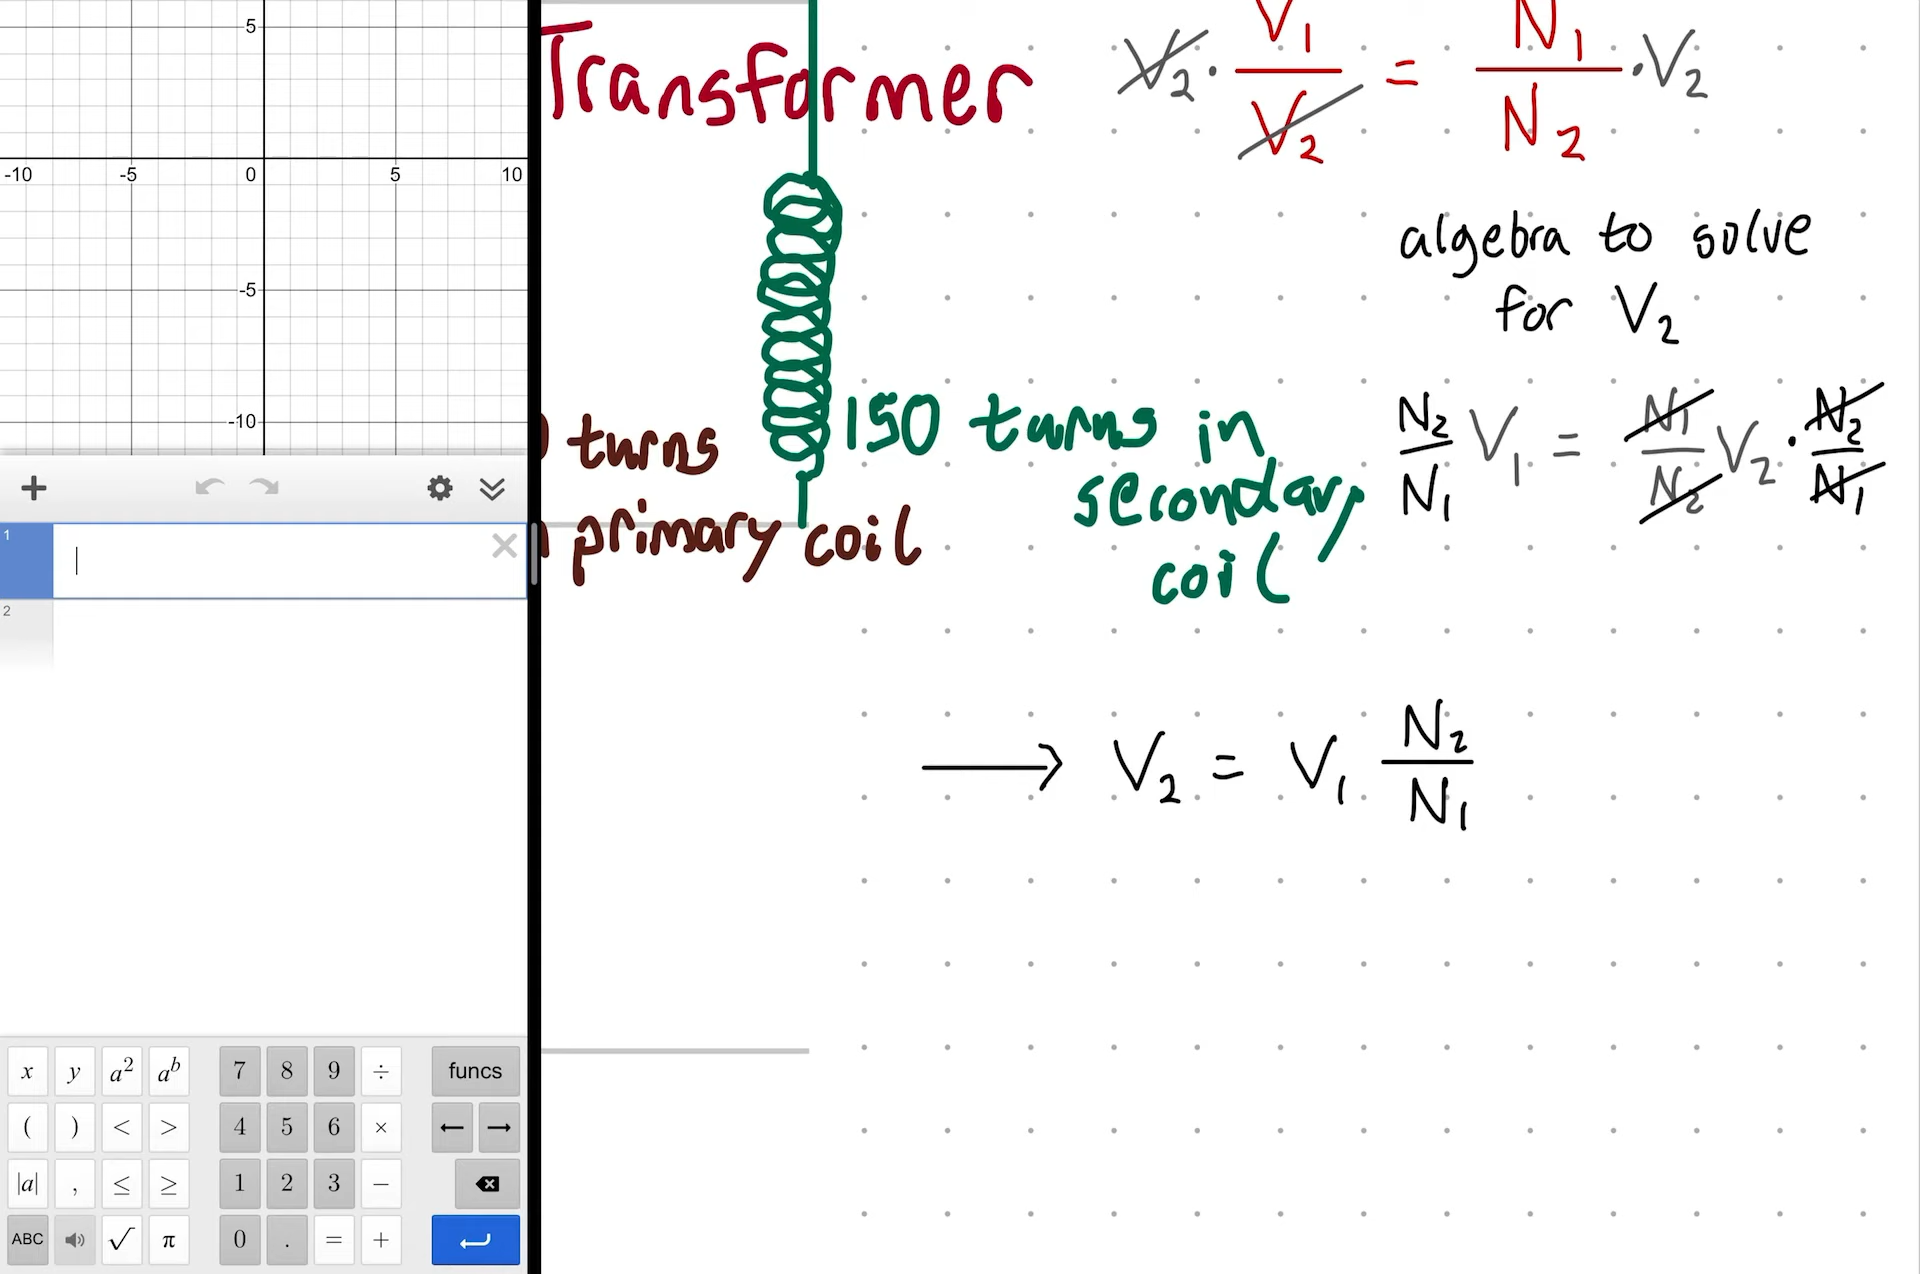 5
-10 -5 0 5 10
-5
-10
1
2
x y a² aᵇ 7 8 9 ÷ funcs
( ) < > 4 5 6 × ← →
|a| , ≤ ≥ 1 2 3 −
ABC √ π 0 . = +
Transformer
turns
primary coil
150 turns in
secondary
coil
V₂ · V₁/V₂ = N₁/N₂ · V₂
algebra to solve
for V₂
N₂/N₁ V₁ = N₁/N₂ V₂ · N₂/N₁
→ V₂ = V₁ N₂/N₁